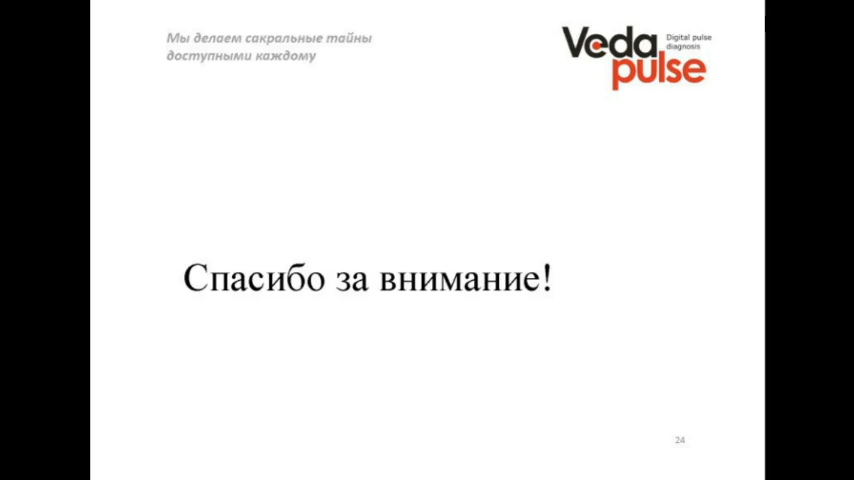 Мы делаем сакральные тайны
доступными каждому
Veda
pulse
Digital pulse
diagnosis
Спасибо за внимание!
24